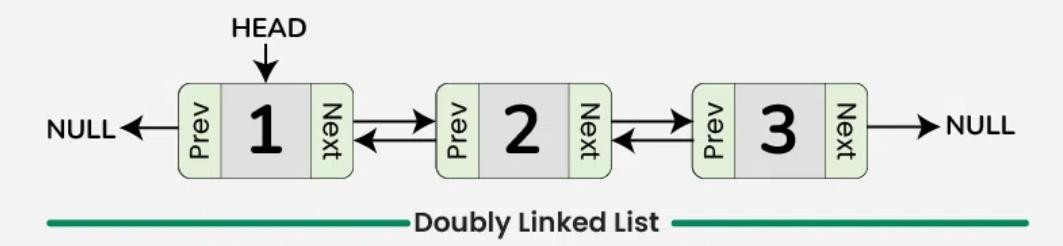 HEAD
NULL Prev 1 Next Prev 2 Next Prev 3 Next NULL
Doubly Linked List